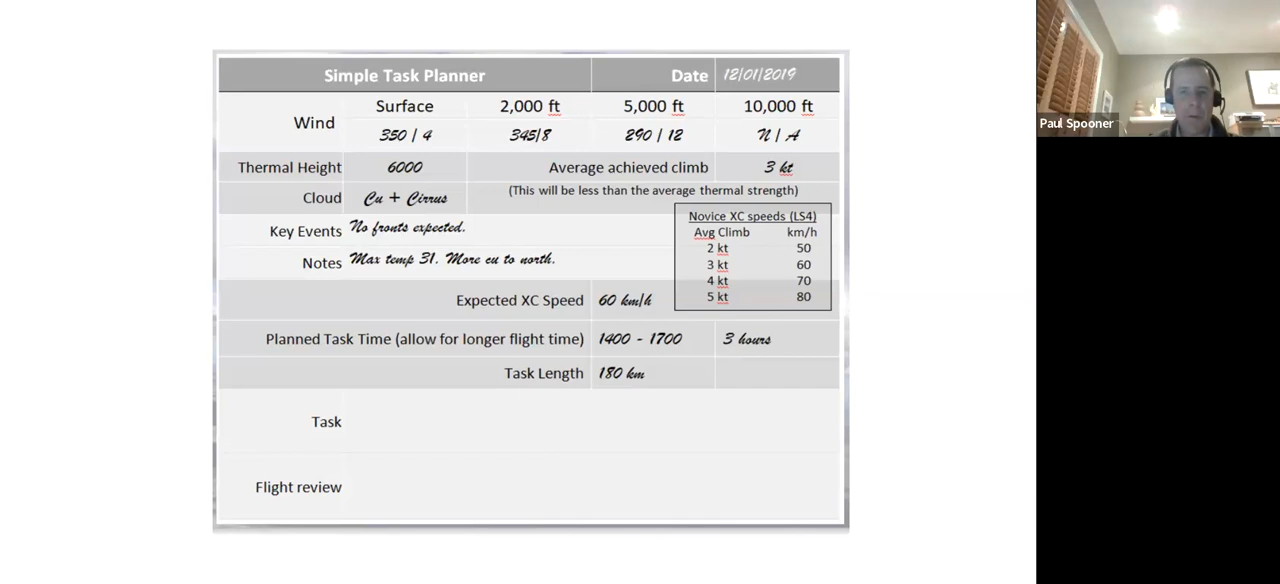 Simple Task Planner Date 12/01/2019
Wind Surface 2,000 ft 5,000 ft 10,000 ft
350 / 4 345/8 290 / 12 N / A
Thermal Height 6000 Average achieved climb 3 kt
Cloud Cu + Cirrus (This will be less than the average thermal strength)
Key Events No fronts expected.
Notes Max temp 31. More cu to north.
Novice XC speeds (LS4)
Avg Climb km/h
2 kt 50
3 kt 60
4 kt 70
5 kt 80
Expected XC Speed 60 km/h
Planned Task Time (allow for longer flight time) 1400 - 1700 3 hours
Task Length 180 km
Task
Flight review
Paul Spooner